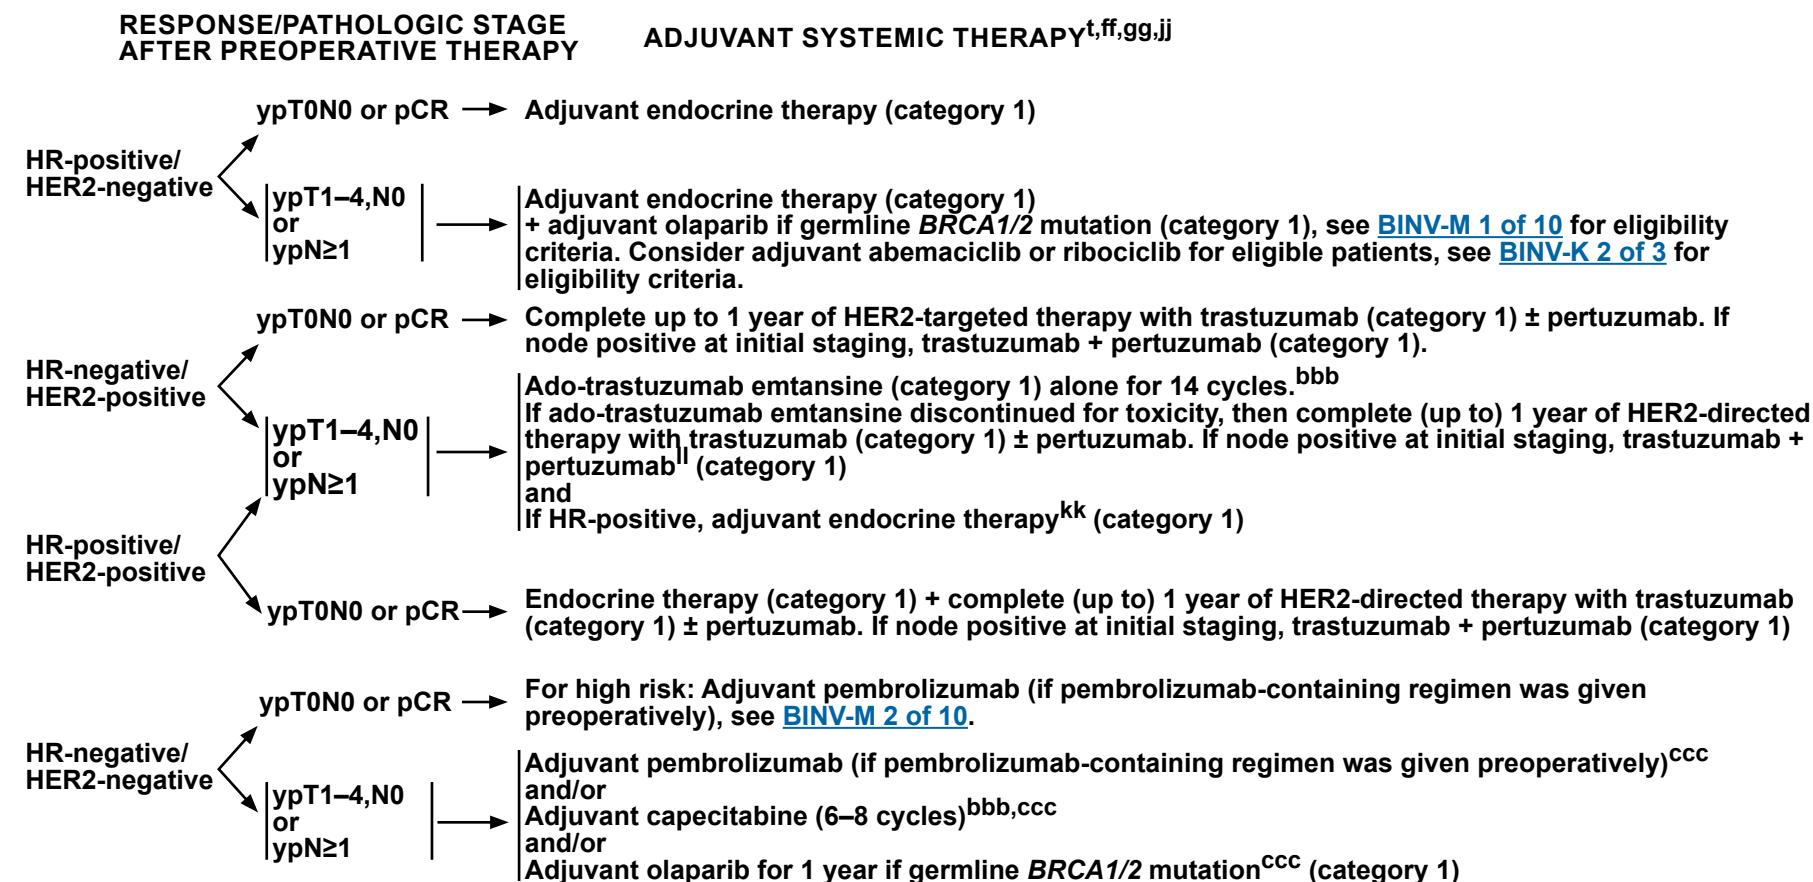 RESPONSE/PATHOLOGIC STAGE
AFTER PREOPERATIVE THERAPY
ADJUVANT SYSTEMIC THERAPYt,ff,gg,jj
HR-positive/
HER2-negative
ypT0N0 or pCR
Adjuvant endocrine therapy (category 1)
ypT1–4,N0
or
ypN≥1
Adjuvant endocrine therapy (category 1)
+ adjuvant olaparib if germline BRCA1/2 mutation (category 1), see BINV-M 1 of 10 for eligibility
criteria. Consider adjuvant abemaciclib or ribociclib for eligible patients, see BINV-K 2 of 3 for
eligibility criteria.
HR-negative/
HER2-positive
ypT0N0 or pCR
Complete up to 1 year of HER2-targeted therapy with trastuzumab (category 1) ± pertuzumab. If
node positive at initial staging, trastuzumab + pertuzumab (category 1).
ypT1–4,N0
or
ypN≥1
Ado-trastuzumab emtansine (category 1) alone for 14 cycles.bbb
If ado-trastuzumab emtansine discontinued for toxicity, then complete (up to) 1 year of HER2-directed
therapy with trastuzumab (category 1) ± pertuzumab. If node positive at initial staging, trastuzumab +
pertuzumabll (category 1)
and
If HR-positive, adjuvant endocrine therapykk (category 1)
HR-positive/
HER2-positive
ypT0N0 or pCR
Endocrine therapy (category 1) + complete (up to) 1 year of HER2-directed therapy with trastuzumab
(category 1) ± pertuzumab. If node positive at initial staging, trastuzumab + pertuzumab (category 1)
HR-negative/
HER2-negative
ypT0N0 or pCR
For high risk: Adjuvant pembrolizumab (if pembrolizumab-containing regimen was given
preoperatively), see BINV-M 2 of 10.
ypT1–4,N0
or
ypN≥1
Adjuvant pembrolizumab (if pembrolizumab-containing regimen was given preoperatively)ccc
and/or
Adjuvant capecitabine (6–8 cycles)bbb,ccc
and/or
Adjuvant olaparib for 1 year if germline BRCA1/2 mutationccc (category 1)